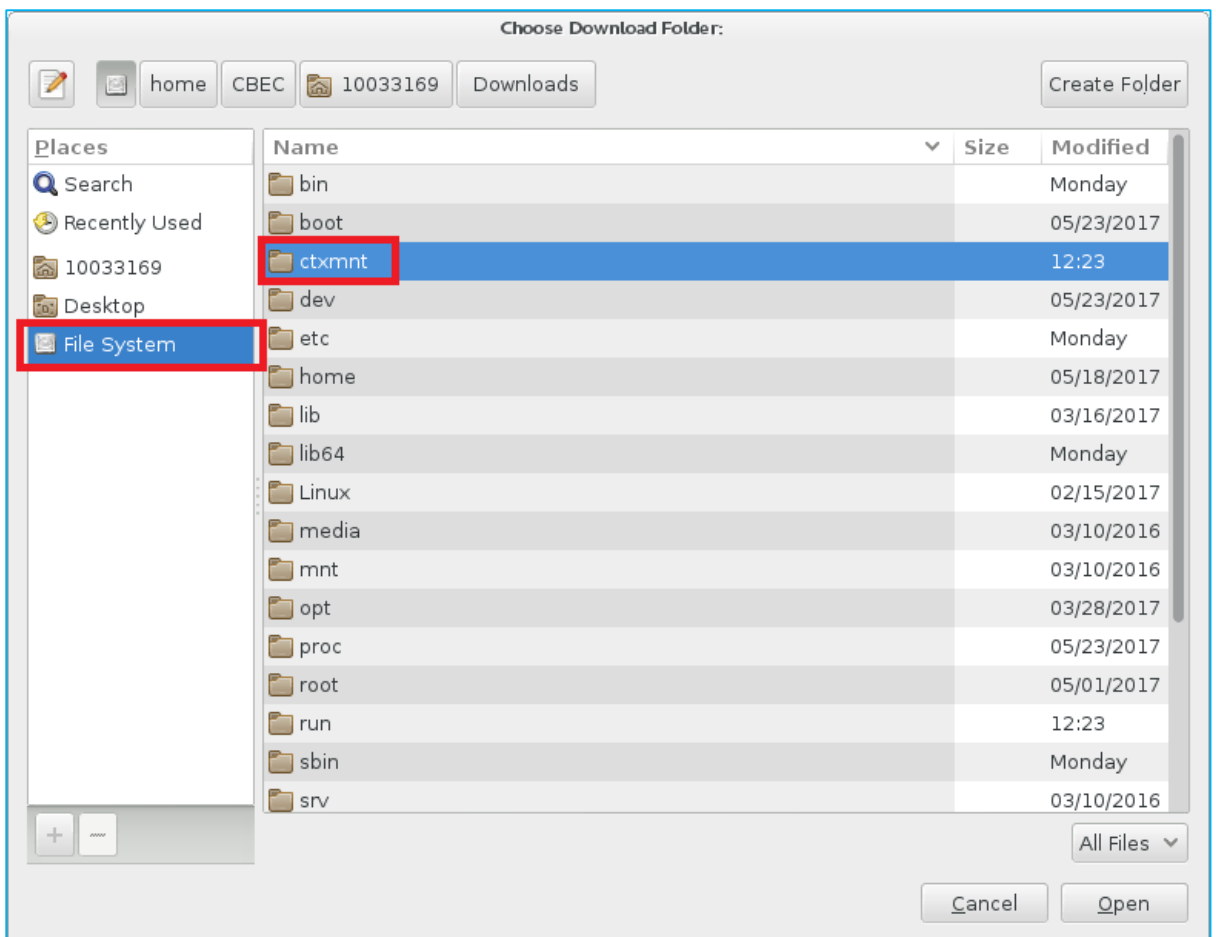 Choose Download Folder:
home CBEC 10033169 Downloads Create Folder
Places Name Size Modified
Search bin Monday
Recently Used boot 05/23/2017
10033169 ctxmnt 12:23
Desktop dev 05/23/2017
File System etc Monday
home 05/18/2017
lib 03/16/2017
lib64 Monday
Linux 02/15/2017
media 03/10/2016
mnt 03/10/2016
opt 03/28/2017
proc 05/23/2017
root 05/01/2017
run 12:23
sbin Monday
srv 03/10/2016
All Files
Cancel Open